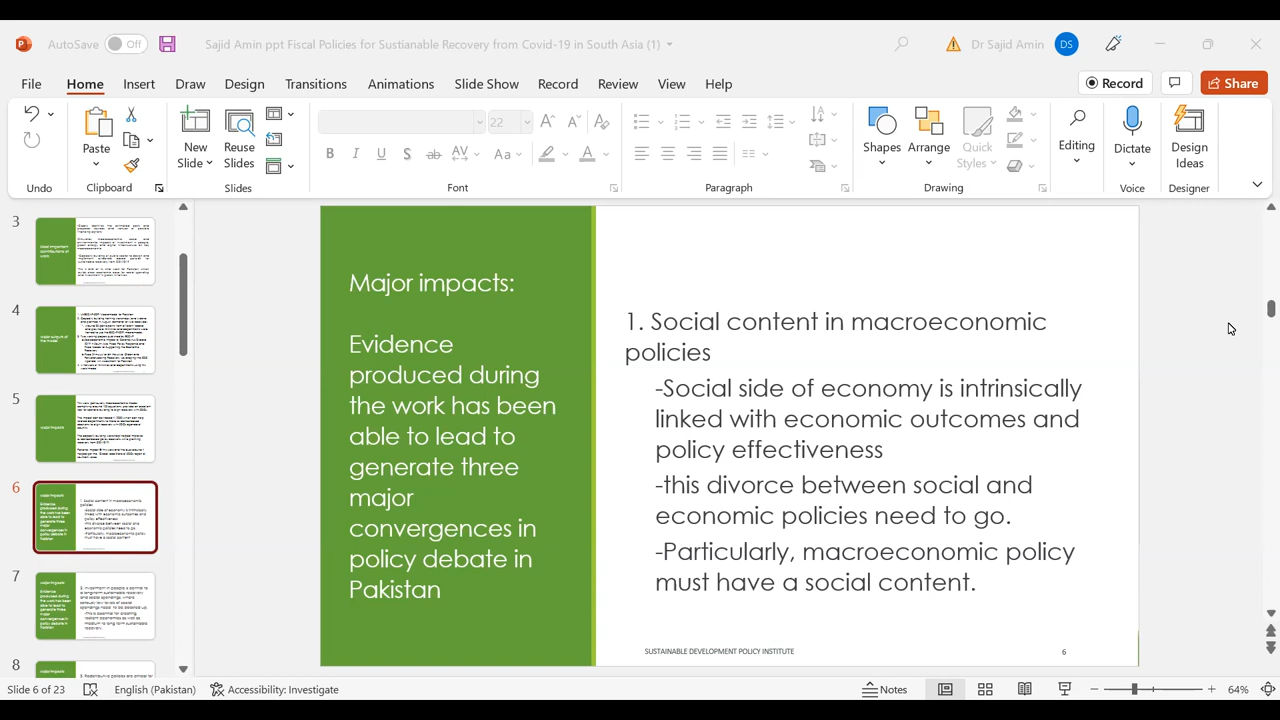 AutoSave Off Sajid Amin ppt Fiscal Policies for Sustianable Recovery from Covid-19 in South Asia (1) Dr Sajid Amin DS
File Home Insert Draw Design Transitions Animations Slide Show Record Review View Help Record Share
22
Paste New Slide Reuse Slides Shapes Arrange Quick Styles Editing Dictate Design Ideas
Undo Clipboard Slides Font Paragraph Drawing Voice Designer
3
4
5
6
7
8
Major impacts:
Evidence
produced during
the work has been
able to lead to
generate three
major
convergences in
policy debate in
Pakistan
1. Social content in macroeconomic
policies
-Social side of economy is intrinsically
linked with economic outcomes and
policy effectiveness
-this divorce between social and
economic policies need to go.
-Particularly, macroeconomic policy
must have a social content.
SUSTAINABLE DEVELOPMENT POLICY INSTITUTE 6
Slide 6 of 23 English (Pakistan) Accessibility: Investigate Notes 64%